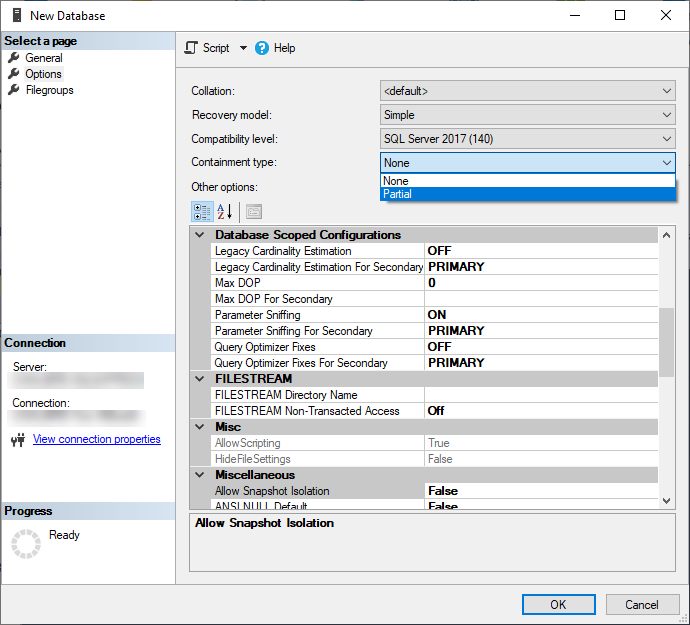 New Database
Select a page
General
Options
Filegroups
Script
Help
Collation: <default>
Recovery model: Simple
Compatibility level: SQL Server 2017 (140)
Containment type: None
None
Partial
Other options:
A
Z
Database Scoped Configurations
Legacy Cardinality Estimation OFF
Legacy Cardinality Estimation For Secondary PRIMARY
Max DOP 0
Max DOP For Secondary
Parameter Sniffing ON
Parameter Sniffing For Secondary PRIMARY
Query Optimizer Fixes OFF
Query Optimizer Fixes For Secondary PRIMARY
FILESTREAM
FILESTREAM Directory Name
FILESTREAM Non-Transacted Access Off
Misc
AllowScripting True
HideFileSettings False
Miscellaneous
Allow Snapshot Isolation False
ANSI NULL Default False
Allow Snapshot Isolation
Connection
Server:
Connection:
View connection properties
Progress
Ready
OK
Cancel